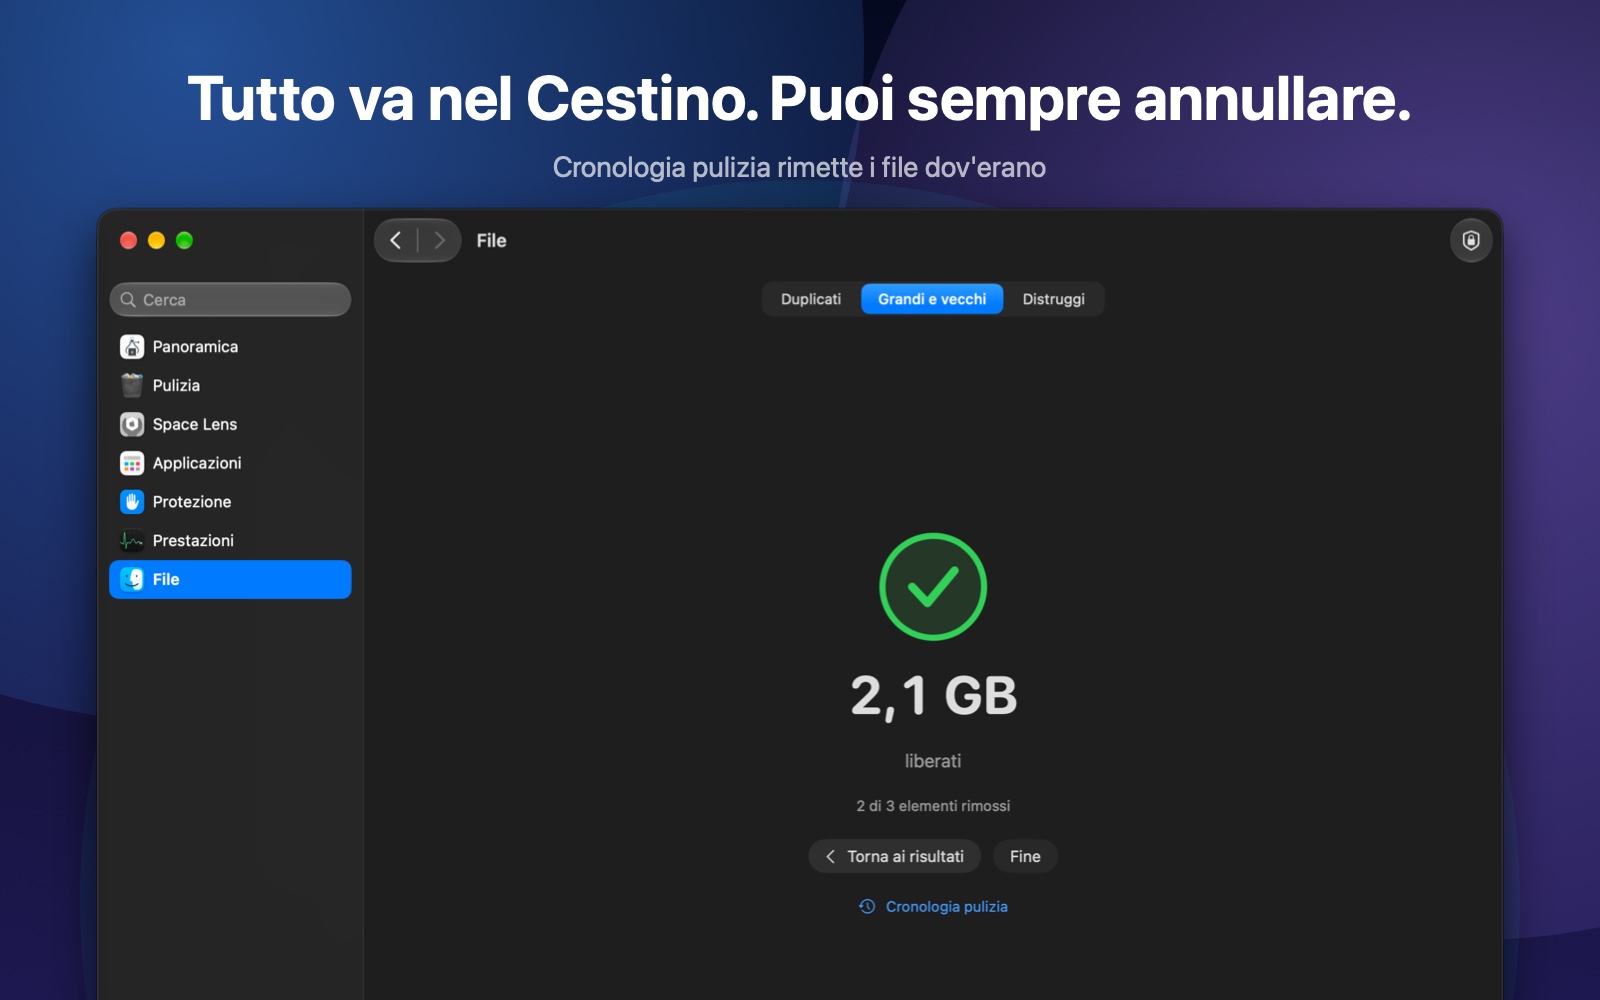 Tutto va nel Cestino. Puoi sempre annullare.
Cronologia pulizia rimette i file dov'erano
File
Cerca
Duplicati
Grandi e vecchi
Distruggi
Panoramica
Pulizia
Space Lens
Applicazioni
Protezione
Prestazioni
File
2,1 GB
liberati
2 di 3 elementi rimossi
Torna ai risultati
Fine
Cronologia pulizia